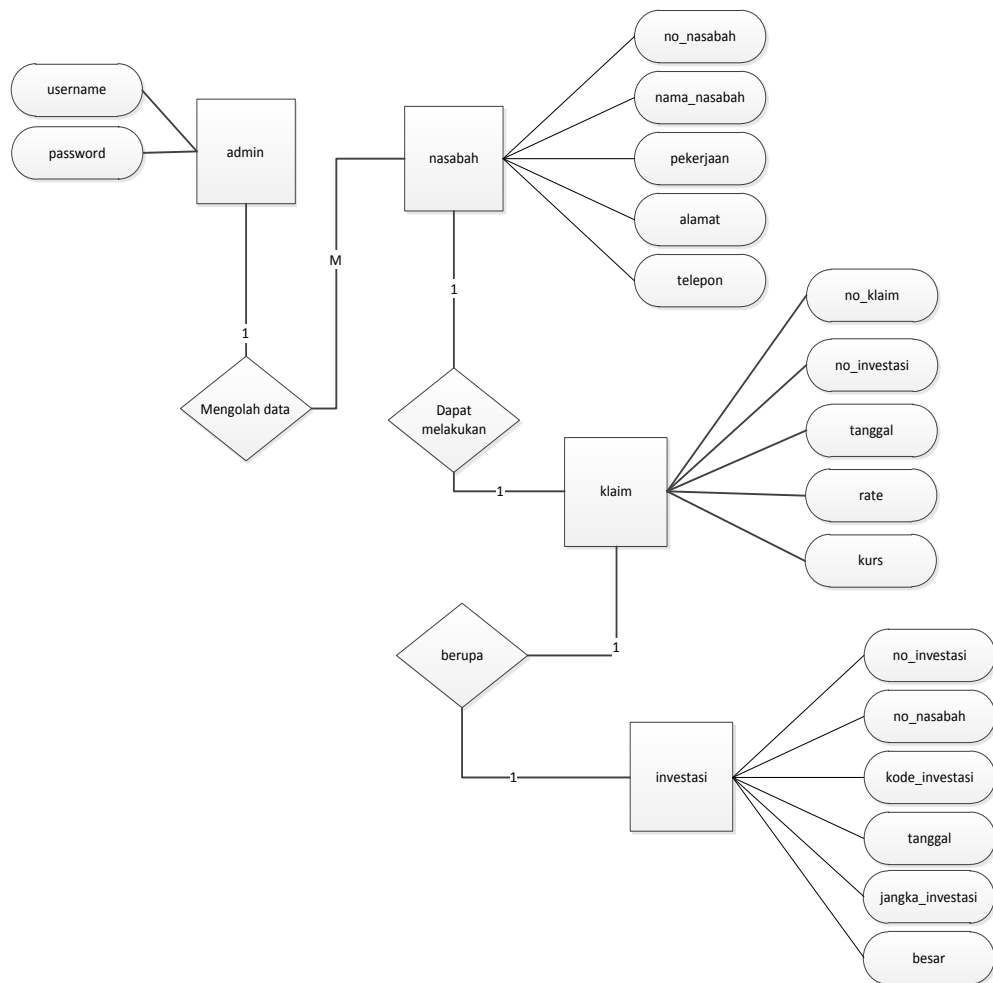 no_nasabah
username
nama_nasabah
password
admin
nasabah
pekerjaan
alamat
M
telepon
1
no_klaim
1
no_investasi
Mengolah data
Dapat
melakukan
tanggal
1
klaim
rate
kurs
berupa
1
no_investasi
no_nasabah
1
investasi
kode_investasi
tanggal
jangka_investasi
besar